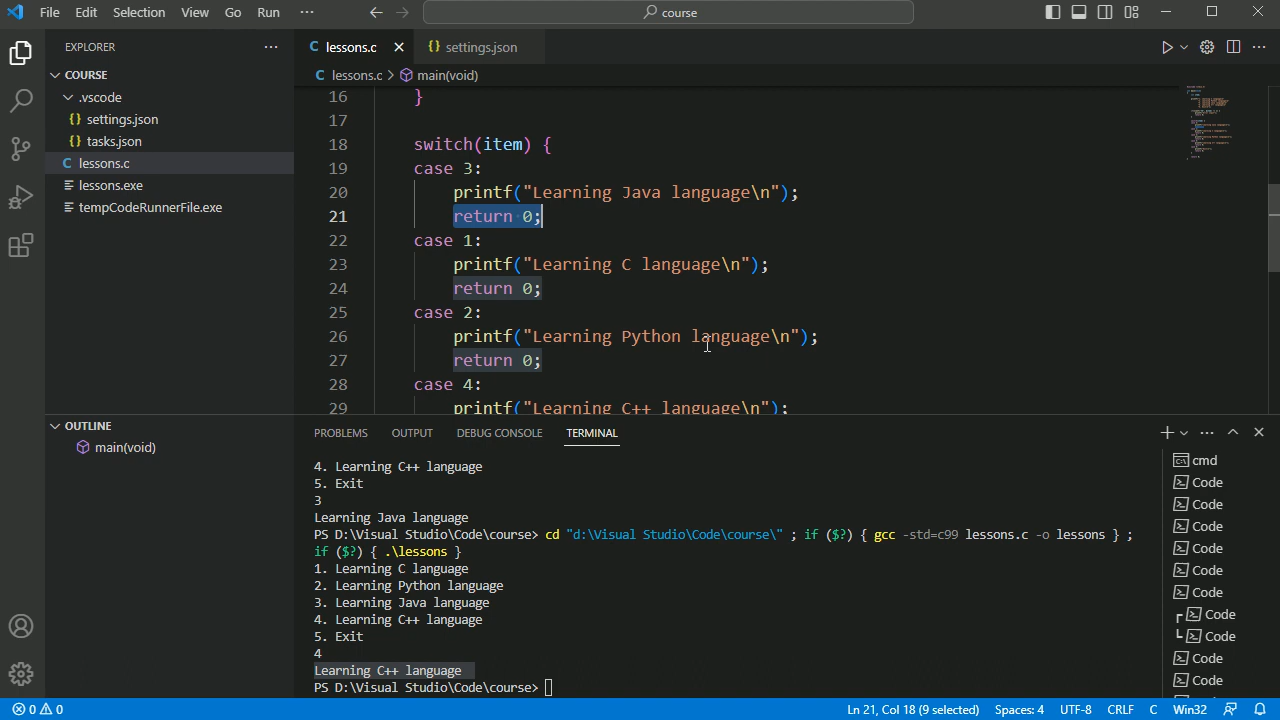 File Edit Selection View Go Run ··· course
EXPLORER ···
COURSE
.vscode
{} settings.json
{} tasks.json
C lessons.c
lessons.exe
tempCodeRunnerFile.exe
OUTLINE
main(void)
C lessons.c {} settings.json
C lessons.c > main(void)
16 }
17
18 switch(item) {
19 case 3:
20 printf("Learning Java language\n");
21 return 0;
22 case 1:
23 printf("Learning C language\n");
24 return 0;
25 case 2:
26 printf("Learning Python language\n");
27 return 0;
28 case 4:
29 printf("Learning C++ language\n");
PROBLEMS OUTPUT DEBUG CONSOLE TERMINAL
4. Learning C++ language
5. Exit
3
Learning Java language
PS D:\Visual Studio\Code\course> cd "d:\Visual Studio\Code\course\" ; if ($?) { gcc -std=c99 lessons.c -o lessons } ;
if ($?) { .\lessons }
1. Learning C language
2. Learning Python language
3. Learning Java language
4. Learning C++ language
5. Exit
4
Learning C++ language
PS D:\Visual Studio\Code\course>
cmd
Code
Code
Code
Code
Code
Code
Code
Code
Code
Code
0 0 Ln 21, Col 18 (9 selected) Spaces: 4 UTF-8 CRLF C Win32